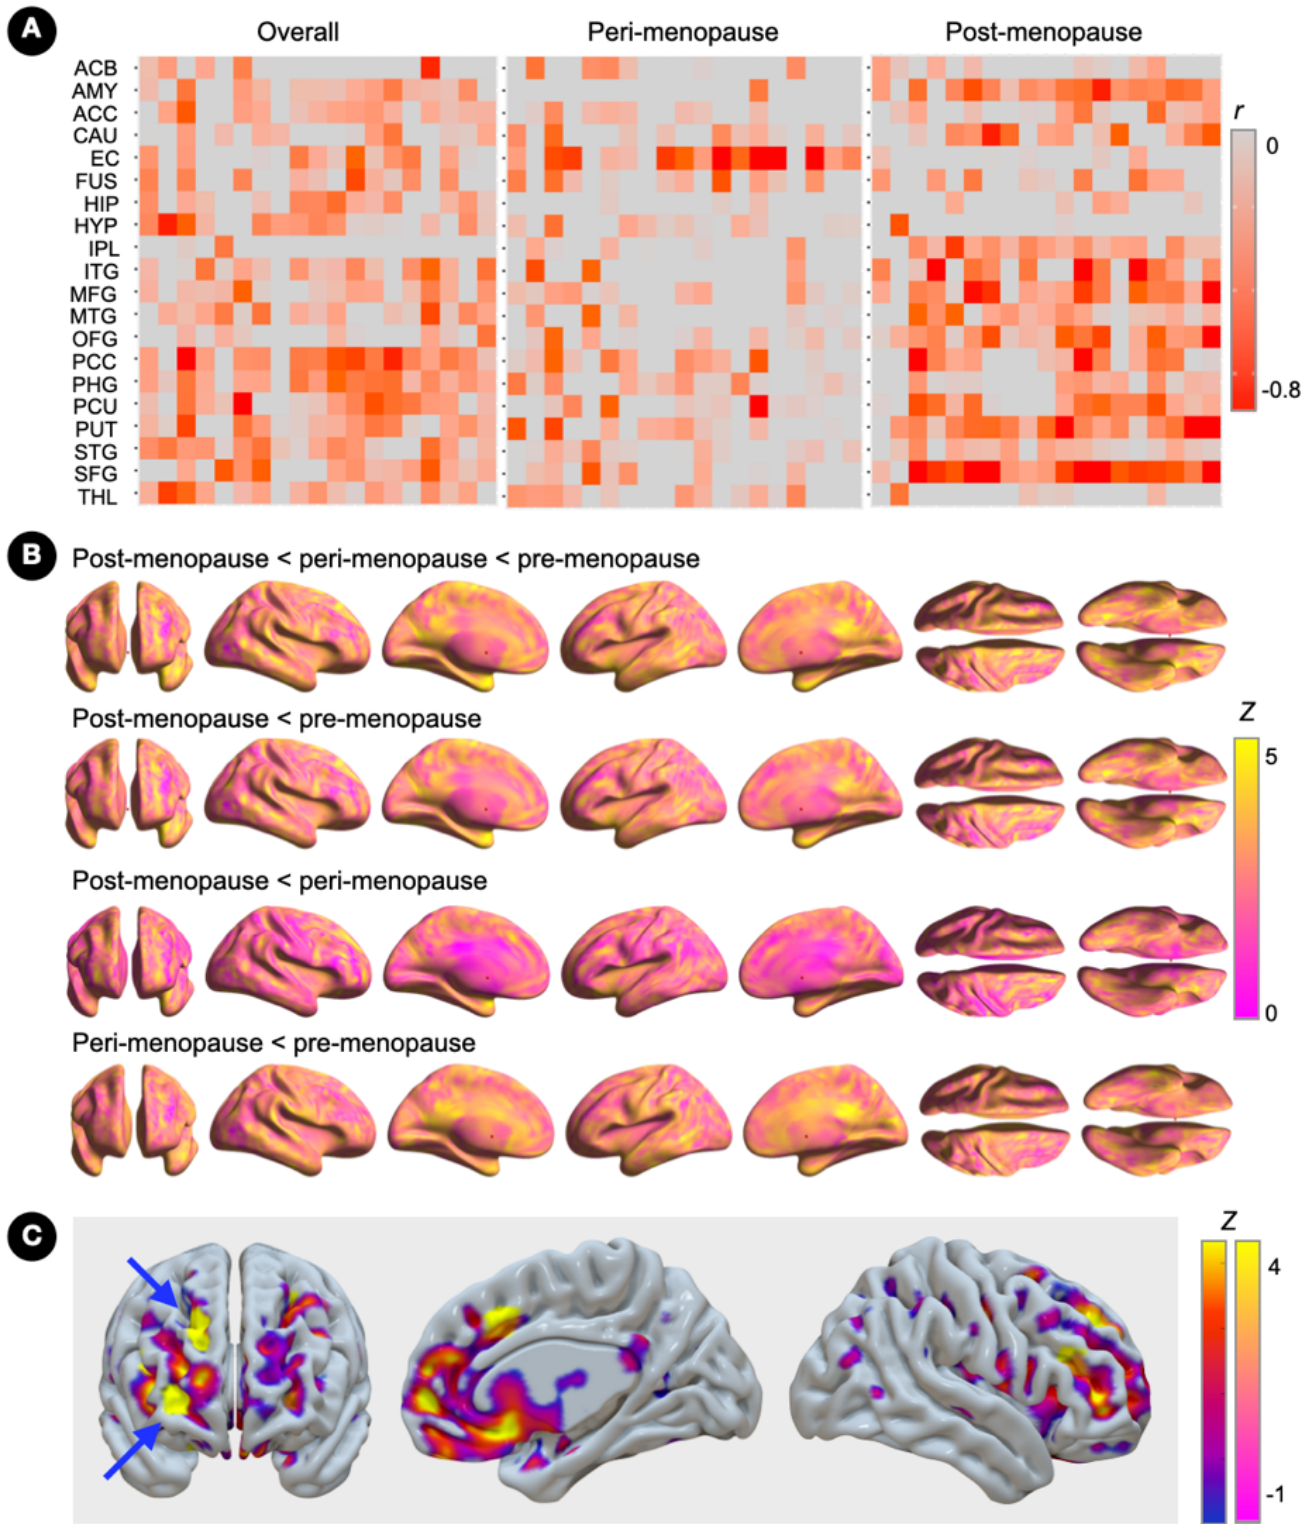 A
Overall Peri-menopause Post-menopause
ACB
AMY
ACC
CAU
EC
FUS
HIP
HYP
IPL
ITG
MFG
MTG
OFG
PCC
PHG
PCU
PUT
STG
SFG
THL
r
0
-0.8
B
Post-menopause < peri-menopause < pre-menopause
Post-menopause < pre-menopause
Z
5
Post-menopause < peri-menopause
0
Peri-menopause < pre-menopause
C
Z
4
-1